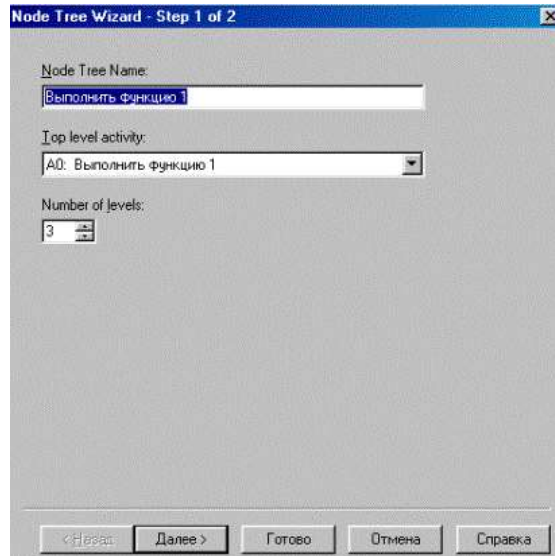 Node Tree Wizard - Step 1 of 2
Node Tree Name:
Выполнить функцию 1
Top level activity:
A0: Выполнить функцию 1
Number of levels:
3
< Назад Далее > Готово Отмена Справка